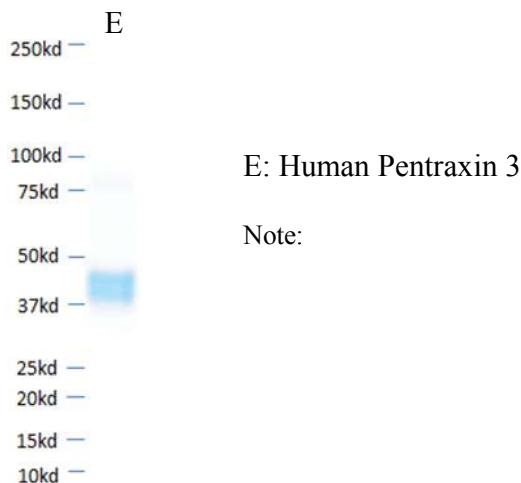 E
250kd
150kd
100kd
75kd
50kd
37kd
25kd
20kd
15kd
10kd
E: Human Pentraxin 3
Note: